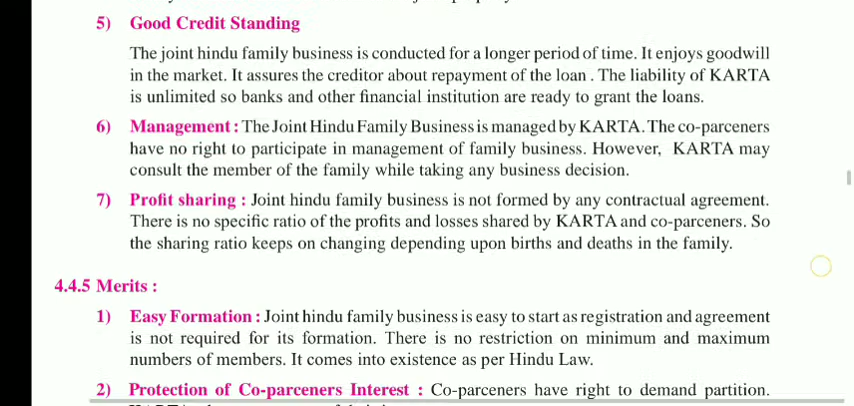 5) Good Credit Standing
The joint hindu family business is conducted for a longer period of time. It enjoys goodwill
in the market. It assures the creditor about repayment of the loan . The liability of KARTA
is unlimited so banks and other financial institution are ready to grant the loans.
6) Management : The Joint Hindu Family Business is managed by KARTA. The co-parceners
have no right to participate in management of family business. However, KARTA may
consult the member of the family while taking any business decision.
7) Profit sharing : Joint hindu family business is not formed by any contractual agreement.
There is no specific ratio of the profits and losses shared by KARTA and co-parceners. So
the sharing ratio keeps on changing depending upon births and deaths in the family.
4.4.5 Merits :
1) Easy Formation : Joint hindu family business is easy to start as registration and agreement
is not required for its formation. There is no restriction on minimum and maximum
numbers of members. It comes into existence as per Hindu Law.
2) Protection of Co-parceners Interest : Co-parceners have right to demand partition.